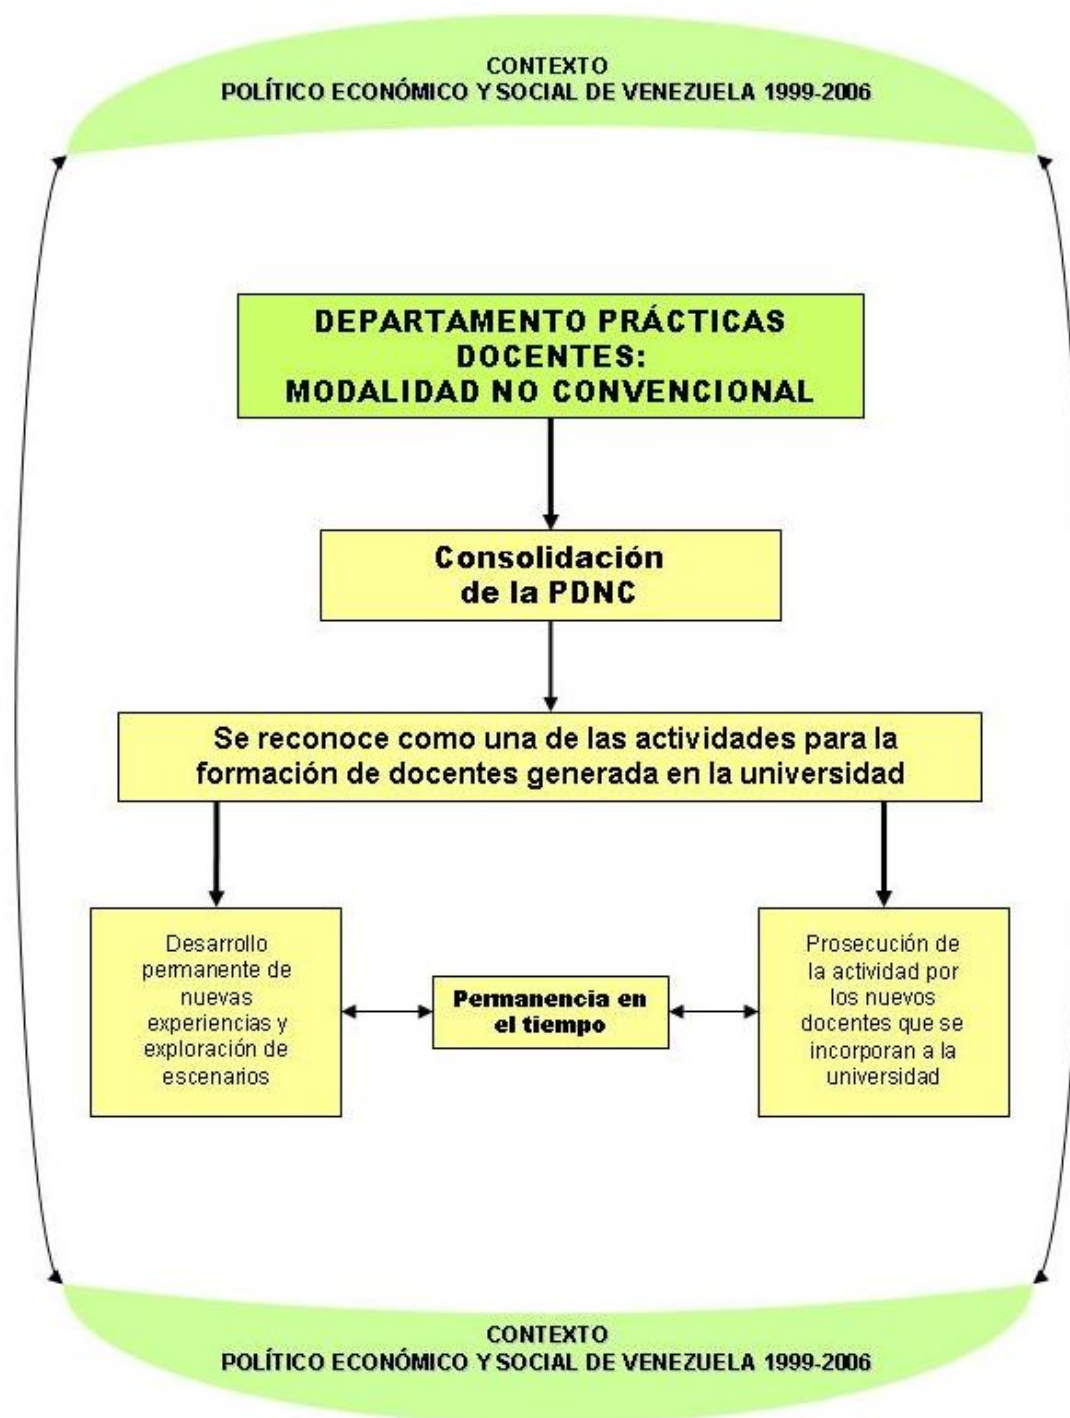 CONTEXTO
POLÍTICO ECONÓMICO Y SOCIAL DE VENEZUELA 1999-2006
DEPARTAMENTO PRÁCTICAS
DOCENTES:
MODALIDAD NO CONVENCIONAL
Consolidación
de la PDNC
Se reconoce como una de las actividades para la
formación de docentes generada en la universidad
Desarrollo
permanente de
nuevas
experiencias y
exploración de
escenarios
Permanencia en
el tiempo
Prosecución de
la actividad por
los nuevos
docentes que se
incorporan a la
universidad
CONTEXTO
POLÍTICO ECONÓMICO Y SOCIAL DE VENEZUELA 1999-2006